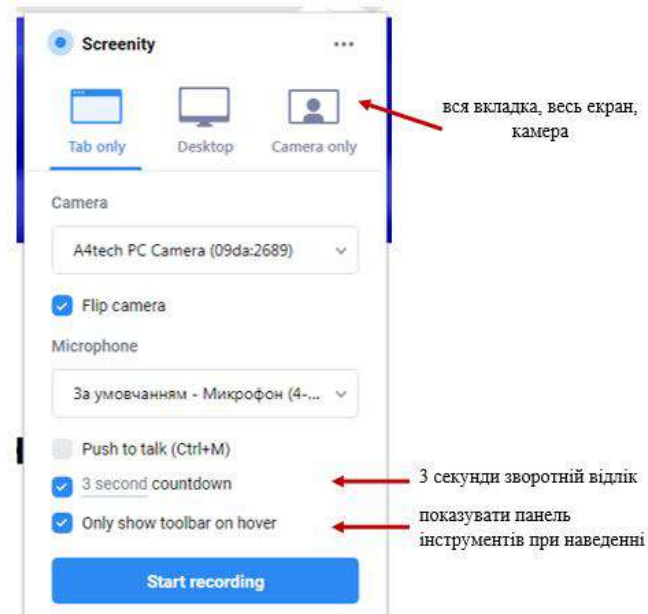 Screenity
Tab only
Desktop
Camera only
вся вкладка, весь екран,
камера
Camera
A4tech PC Camera (09da:2689)
Flip camera
Microphone
За умовчанням - Микрофон (4-...
Push to talk (Ctrl+M)
3 second countdown
3 секунди зворотній відлік
Only show toolbar on hover
показувати панель
інструментів при наведенні
Start recording